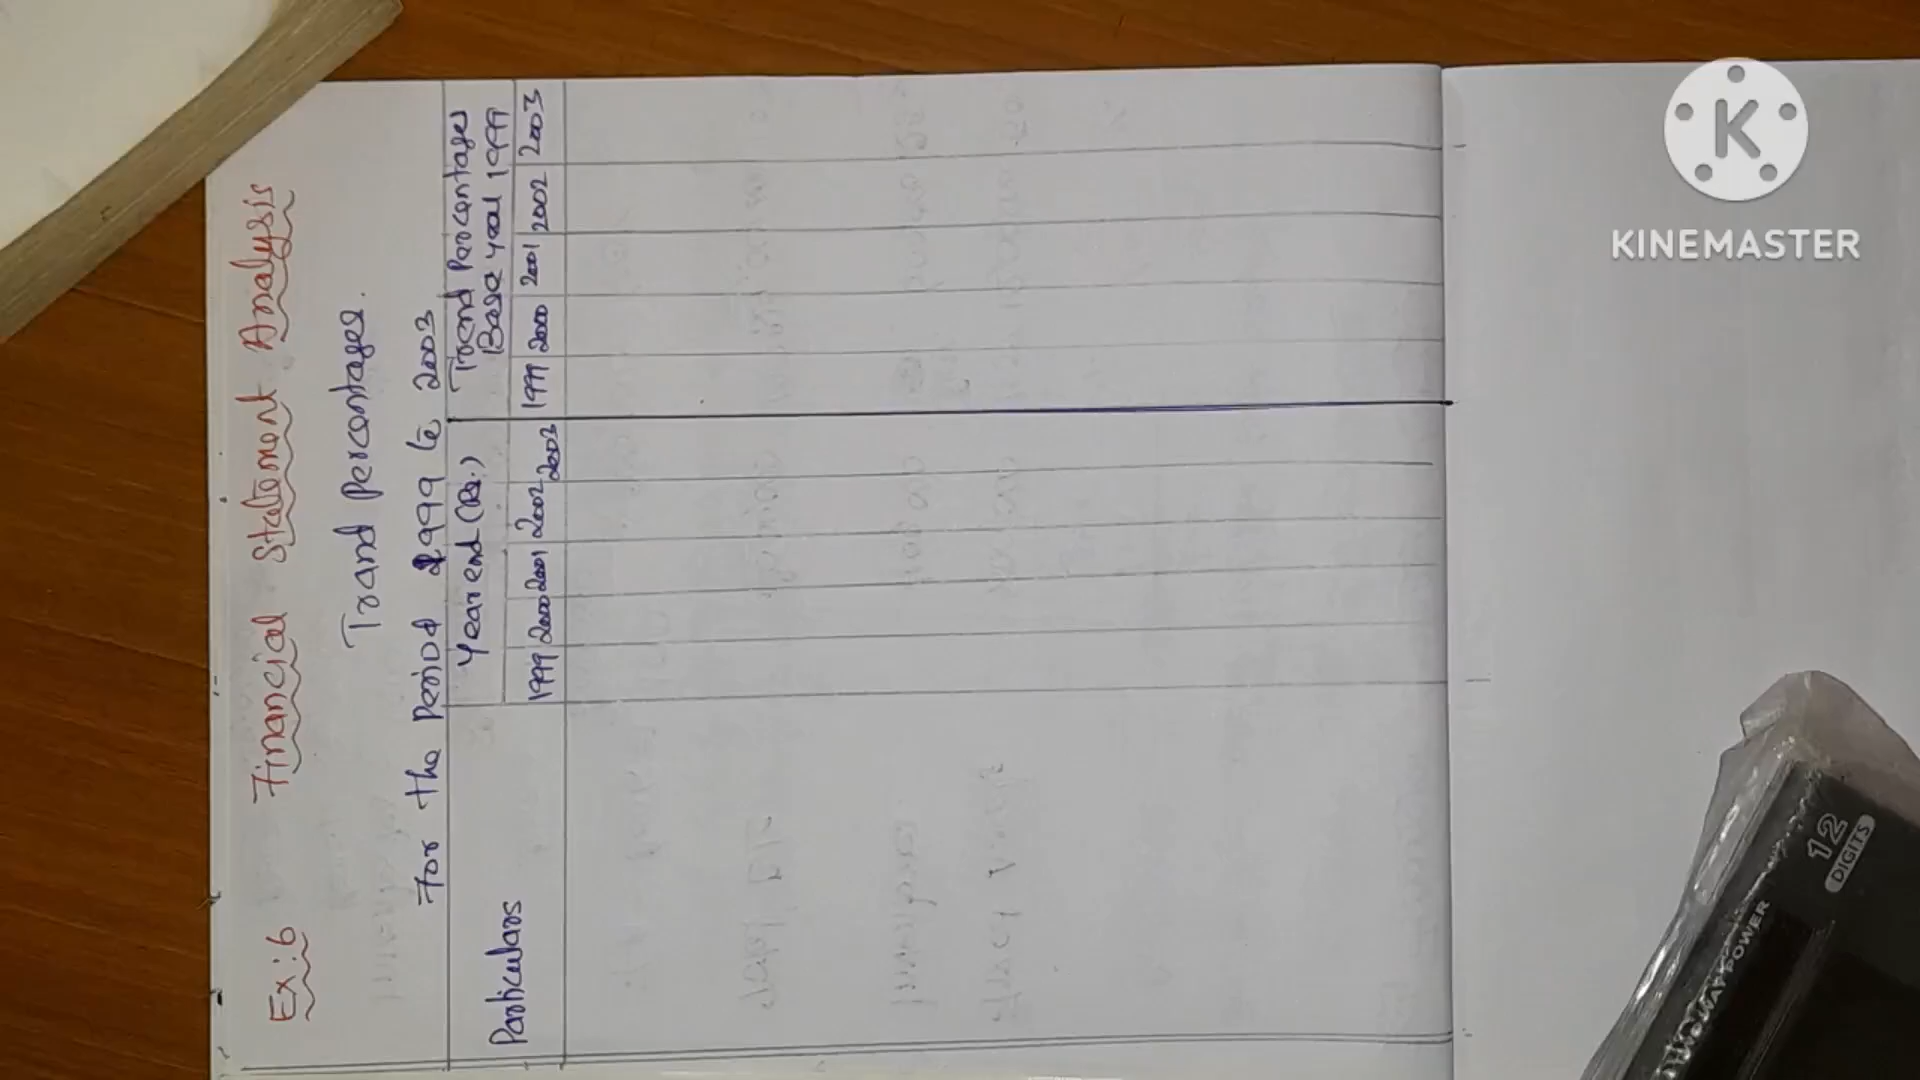 Ex:6 Financial Statement Analysis
Trand Percentages.
For the Period 1999 to 2003
Particulars
Year end (Rs.)
Trend Percentages
Base year 1999
1999 2000 2001 2002 2003
1999 2000 2001 2002 2003
KINEMASTER
12
DIGITS